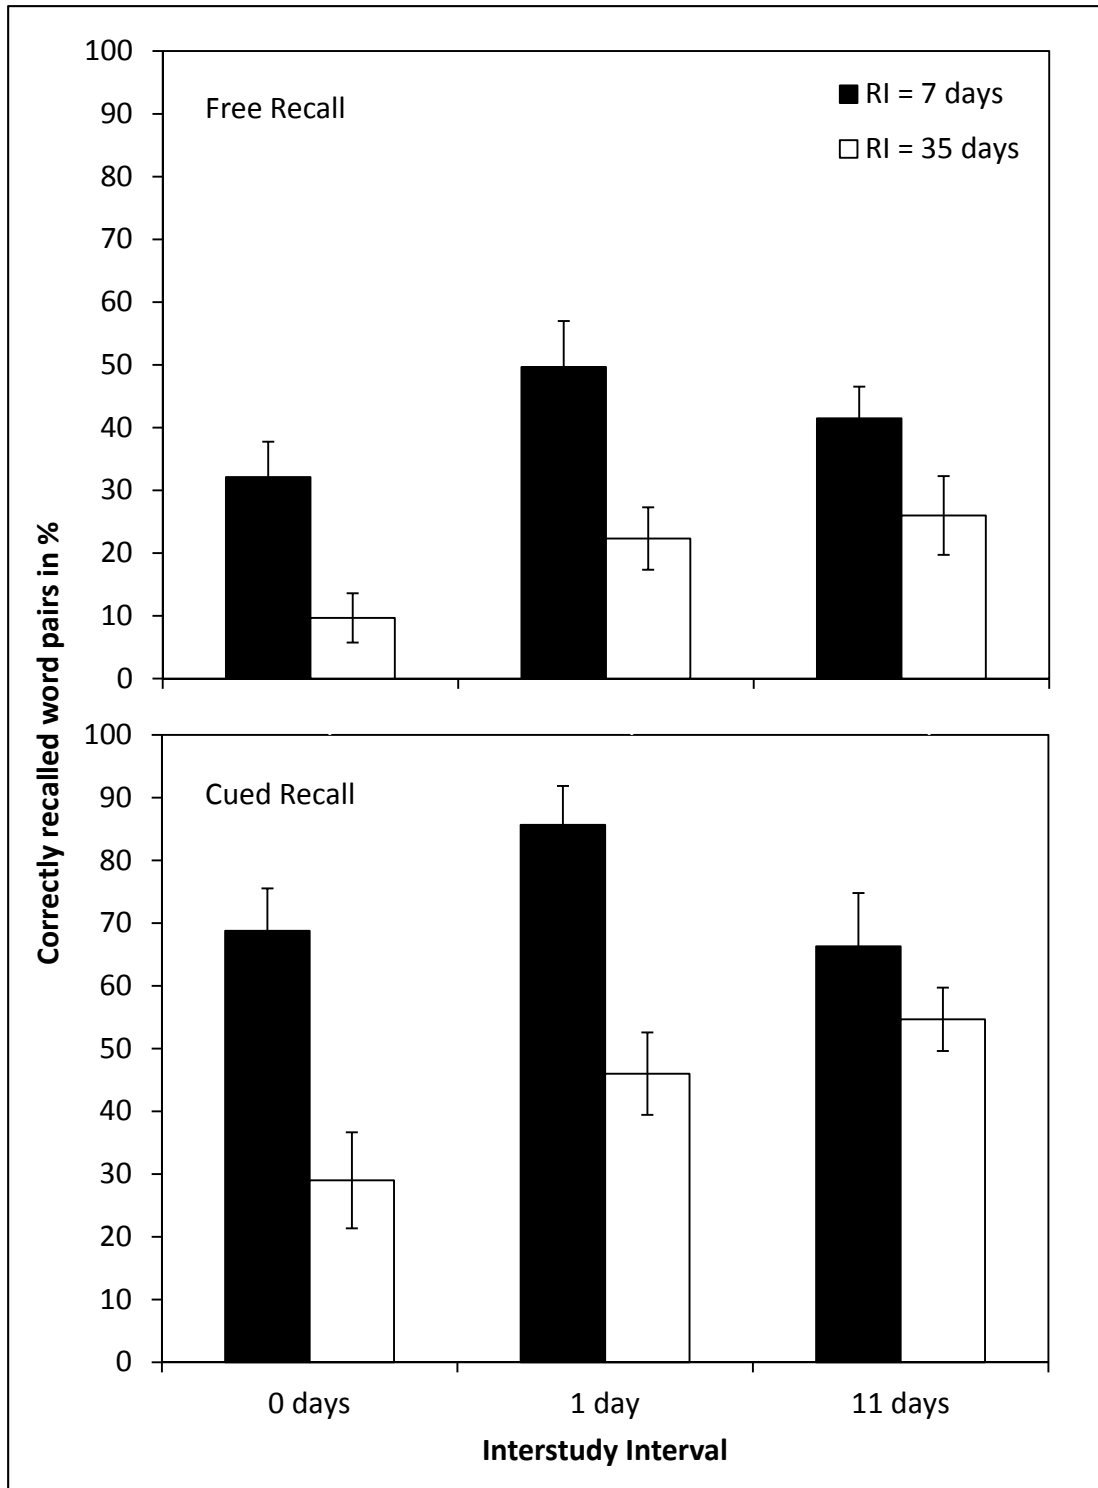 Correctly recalled word pairs in %
100
90
80
70
60
50
40
30
20
10
0
Free Recall
RI = 7 days
RI = 35 days
100
90
80
70
60
50
40
30
20
10
0
Cued Recall
0 days
1 day
11 days
Interstudy Interval